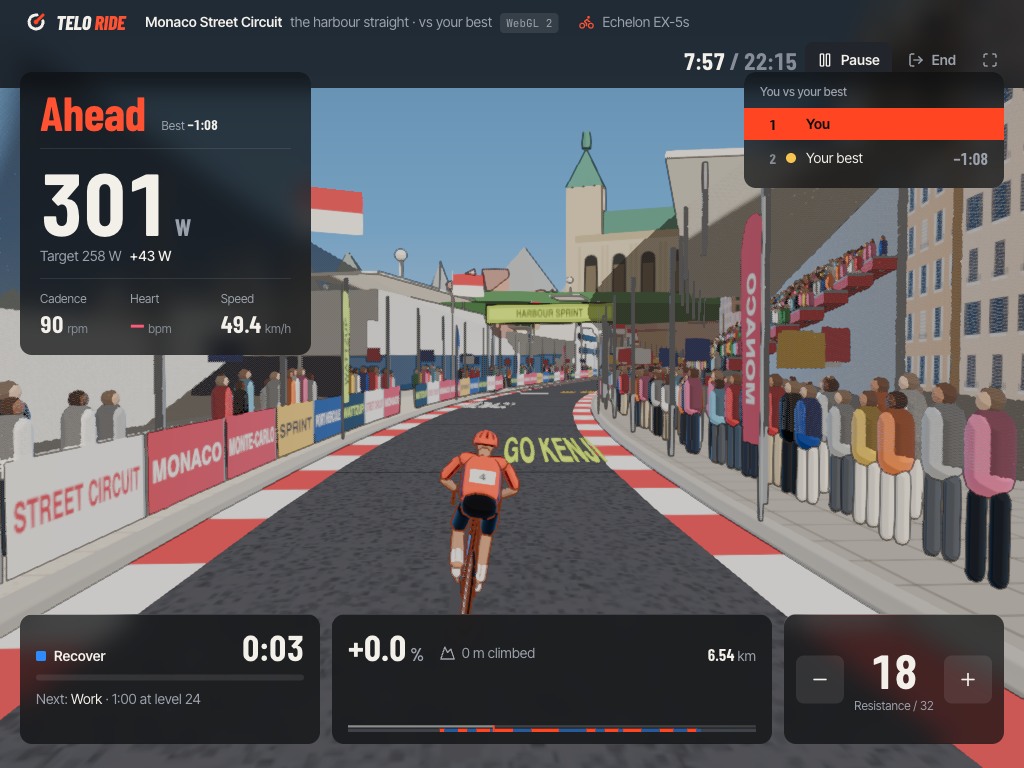 TELO RIDE
Monaco Street Circuit the harbour straight · vs your best WebGL 2 Echelon EX-5s
7:57 / 22:15 Pause End
Ahead Best −1:08
301 W
Target 258 W +43 W
Cadence Heart Speed
90 rpm — bpm 49.4 km/h
You vs your best
1 You
2 Your best −1:08
HARBOUR SPRINT
MONACO
GO KENJI
STREET CIRCUIT
MONACO
MONTE-CARLO
SPRINT
4
Recover 0:03
Next: Work · 1:00 at level 24
+0.0 % 0 m climbed 6.54 km
− 18 +
Resistance / 32